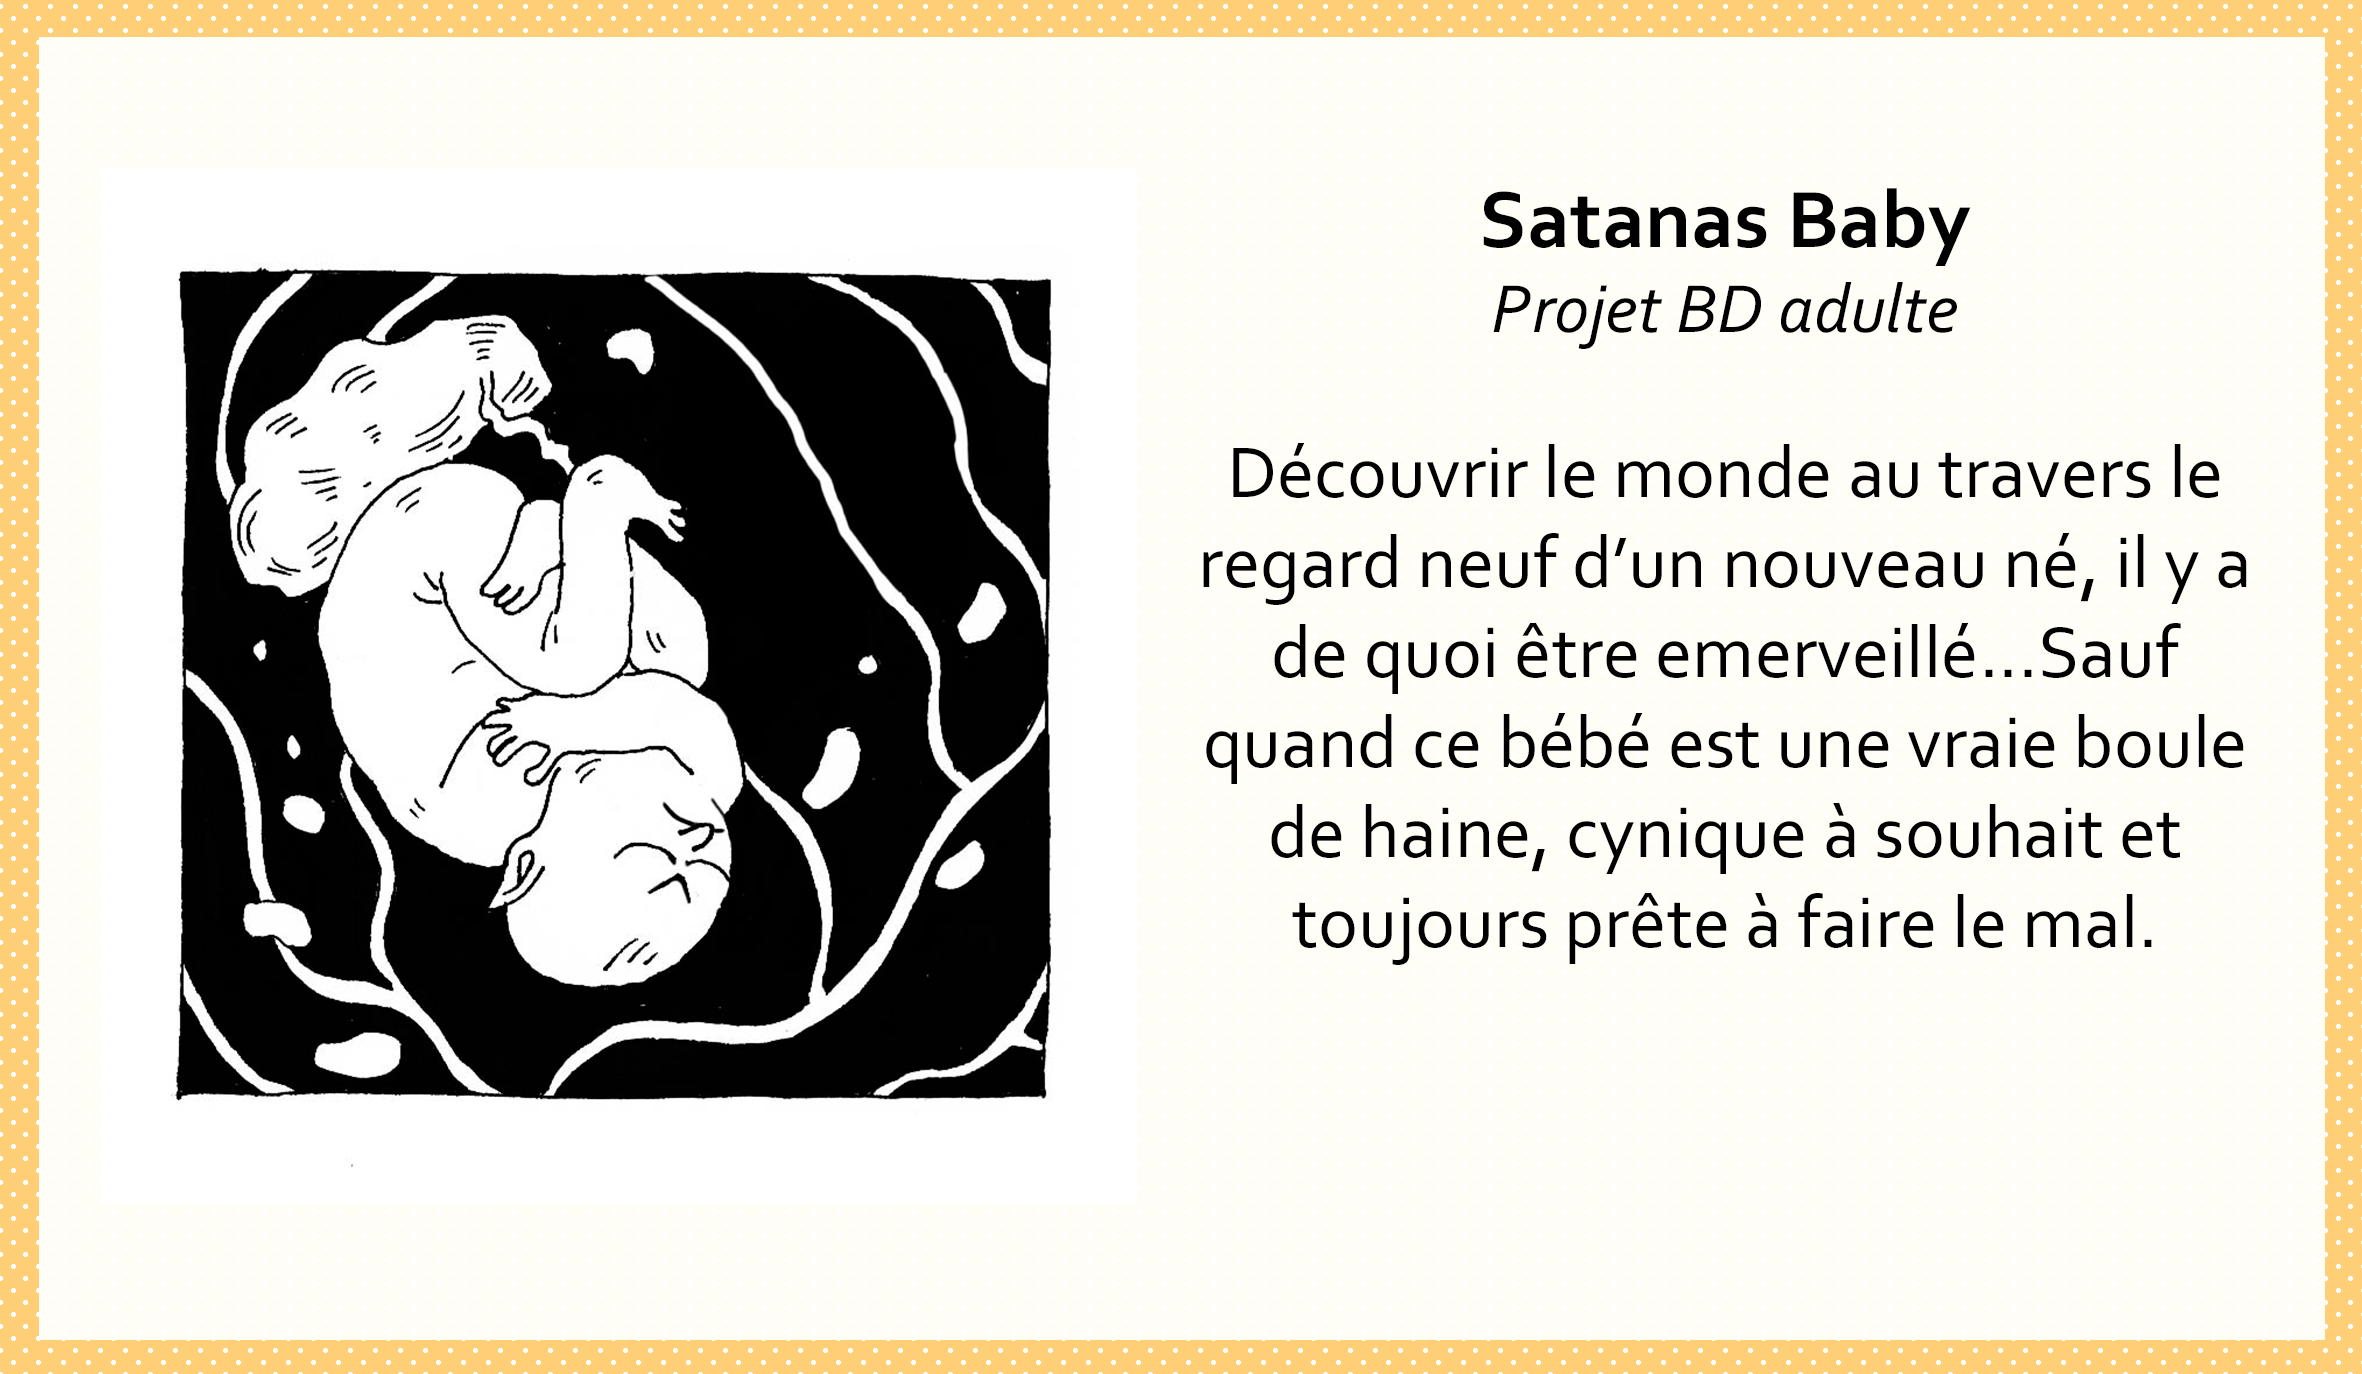 Satanas Baby
Projet BD adulte
Découvrir le monde au travers le
regard neuf d’un nouveau né, il y a
de quoi être emerveillé...Sauf
quand ce bébé est une vraie boule
de haine, cynique à souhait et
toujours prête à faire le mal.